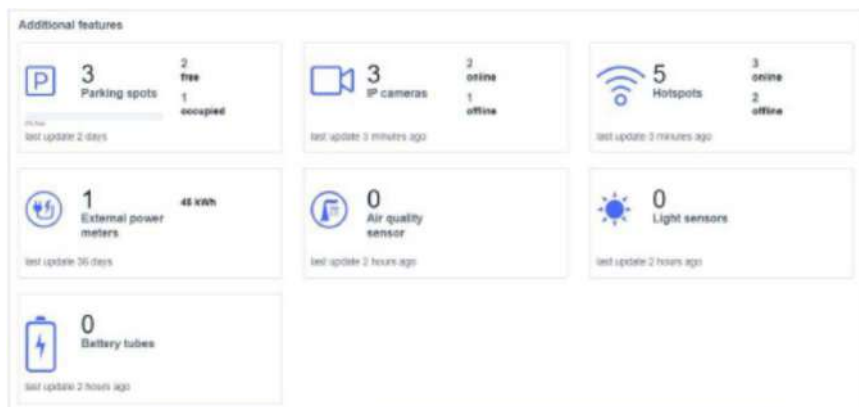 Additional features
P
3
Parking spots
2
free
1
occupied
last update 2 days
3
IP cameras
2
online
1
offline
last update 3 minutes ago
5
Hotspots
3
online
2
offline
last update 3 minutes ago
1
External power
meters
45 kWh
last update 36 days
0
Air quality
sensor
last update 2 hours ago
0
Light sensors
last update 2 hours ago
0
Battery tubes
last update 2 hours ago